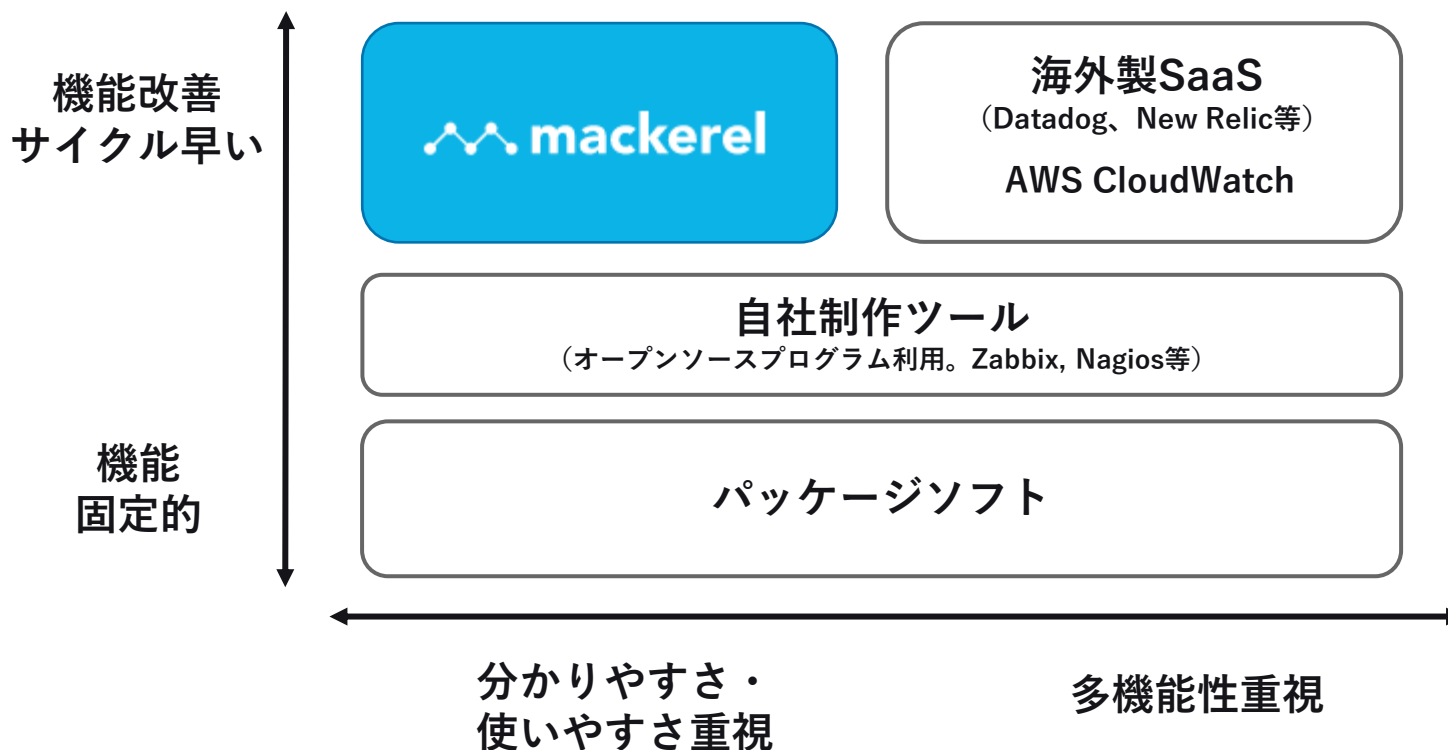 機能改善
サイクル早い
mackerel
海外製SaaS
（Datadog、New Relic等）
AWS CloudWatch
自社制作ツール
（オープンソースプログラム利用。Zabbix, Nagios等）
機能
固定的
パッケージソフト
分かりやすさ・
使いやすさ重視
多機能性重視